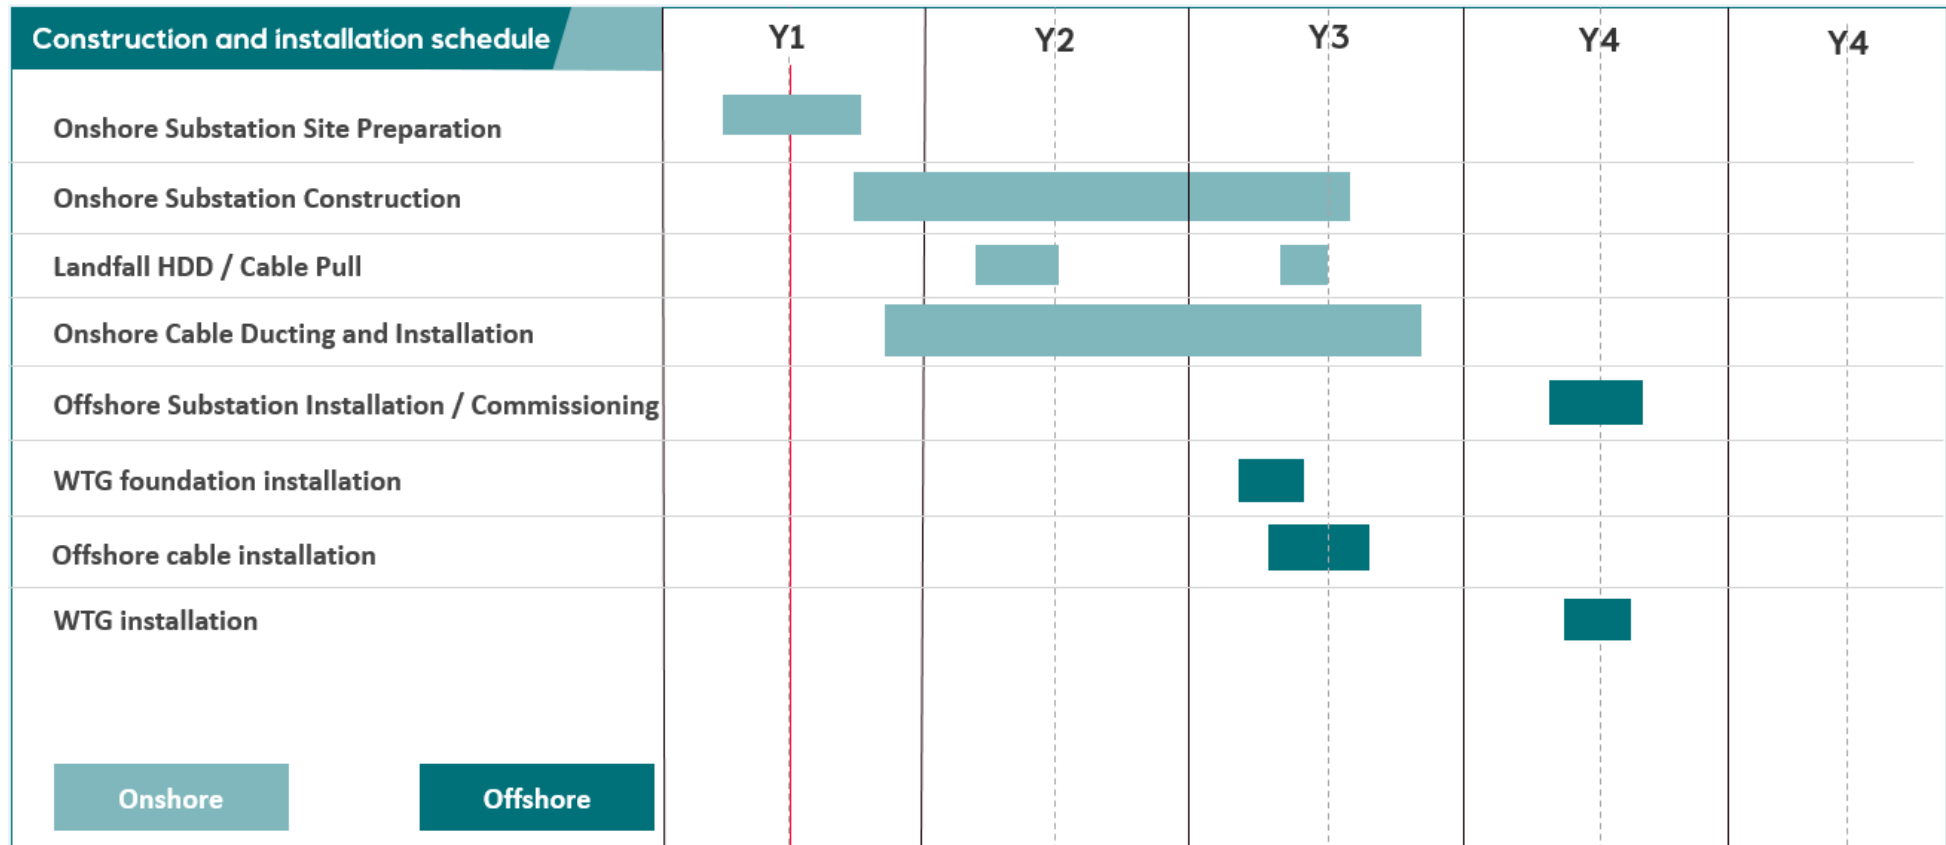 Construction and installation schedule
Y1 Y2 Y3 Y4 Y4
Onshore Substation Site Preparation
Onshore Substation Construction
Landfall HDD / Cable Pull
Onshore Cable Ducting and Installation
Offshore Substation Installation / Commissioning
WTG foundation installation
Offshore cable installation
WTG installation
Onshore Offshore